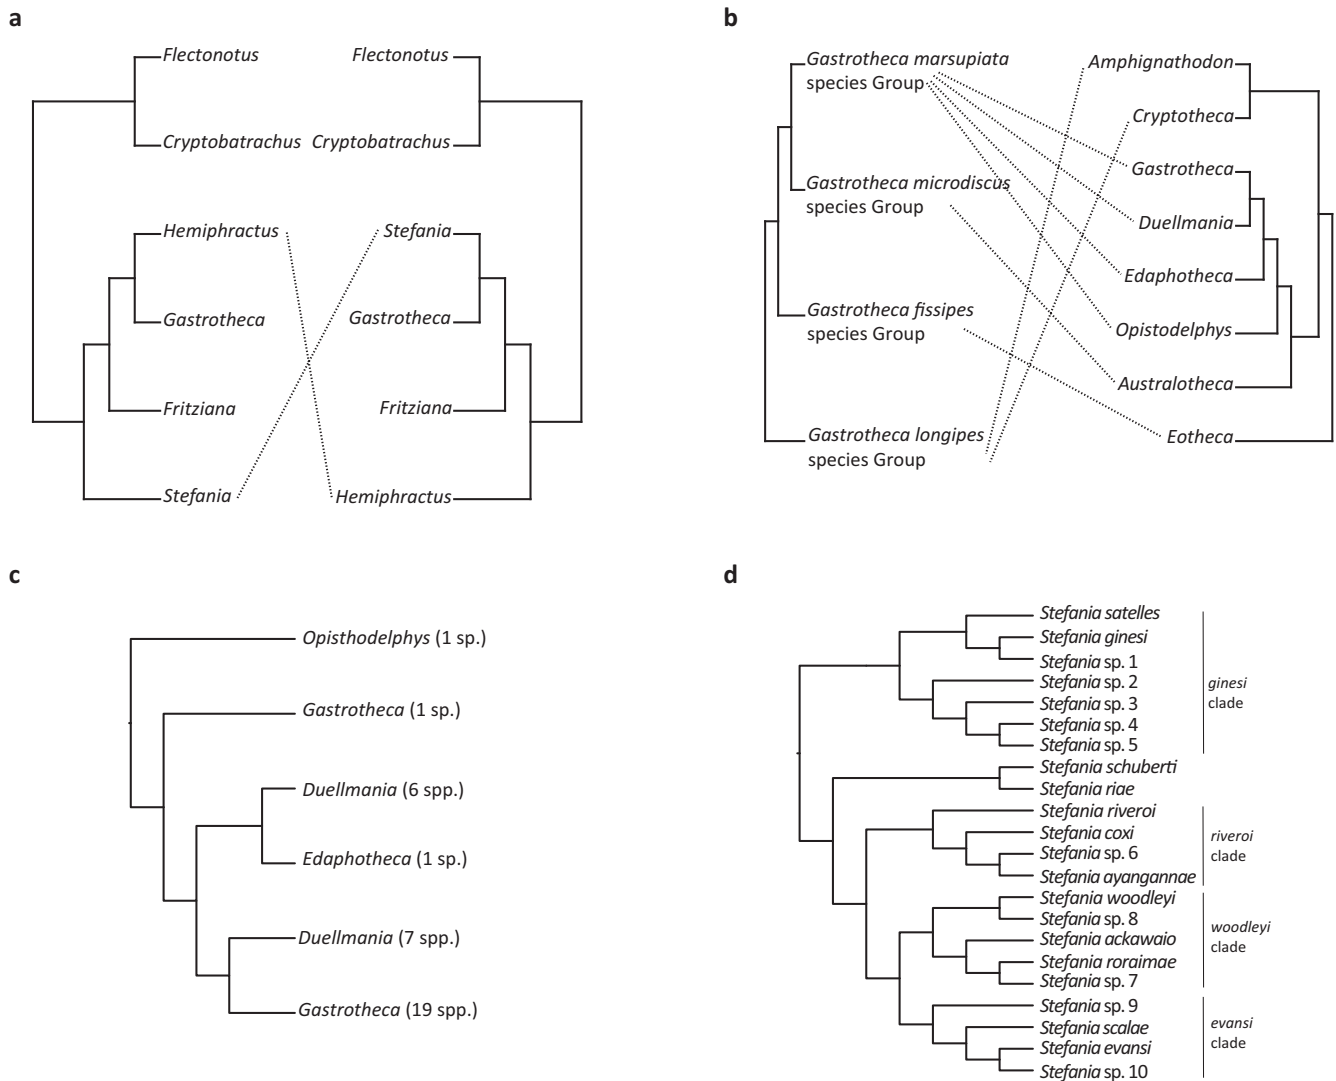 a
Flectonotus
Flectonotus
Cryptobatrachus
Cryptobatrachus
Hemiphractus
Stefania
Gastrotheca
Gastrotheca
Fritziana
Fritziana
Stefania
Hemiphractus
b
Gastrotheca marsupiata
species Group
Gastrotheca microdiscus
species Group
Gastrotheca fissipes
species Group
Gastrotheca longipes
species Group
Amphignathodon
Cryptotheca
Gastrotheca
Duellmania
Edaphotheca
Opistodelphys
Australotheca
Eotheca
c
Opisthodelphys (1 sp.)
Gastrotheca (1 sp.)
Duellmania (6 spp.)
Edaphotheca (1 sp.)
Duellmania (7 spp.)
Gastrotheca (19 spp.)
d
Stefania satelles
Stefania ginesi
Stefania sp. 1
Stefania sp. 2
Stefania sp. 3
Stefania sp. 4
Stefania sp. 5
ginesi
clade
Stefania schuberti
Stefania riae
Stefania riveroi
Stefania coxi
Stefania sp. 6
Stefania ayangannae
riveroi
clade
Stefania woodleyi
Stefania sp. 8
Stefania ackawaio
Stefania roraimae
Stefania sp. 7
woodleyi
clade
Stefania sp. 9
Stefania scalae
Stefania evansi
Stefania sp. 10
evansi
clade